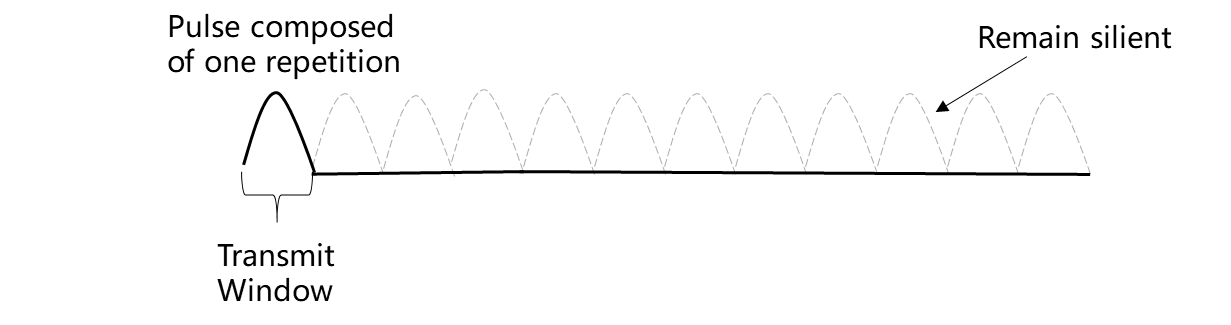 Pulse composed
of one repetition
Remain silient
Transmit
Window